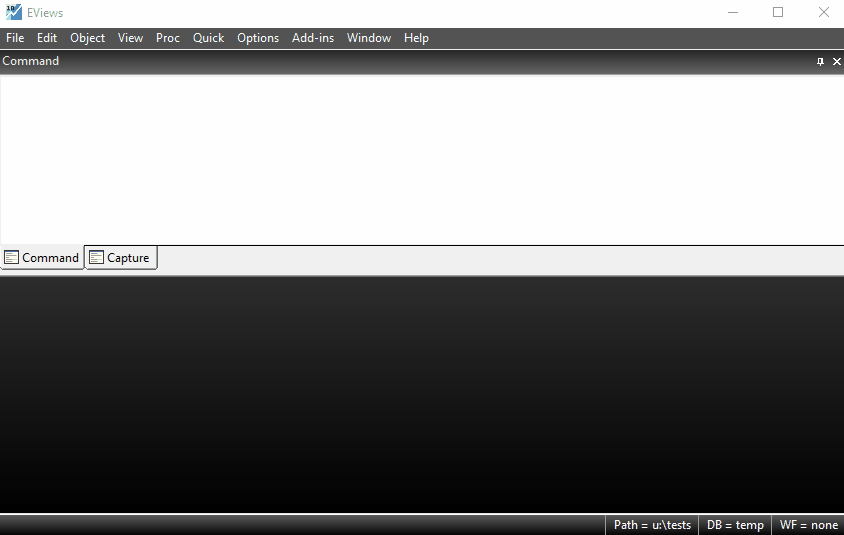 10 EViews
File Edit Object View Proc Quick Options Add-ins Window Help
Command
Command Capture
Path = u:\tests DB = temp WF = none